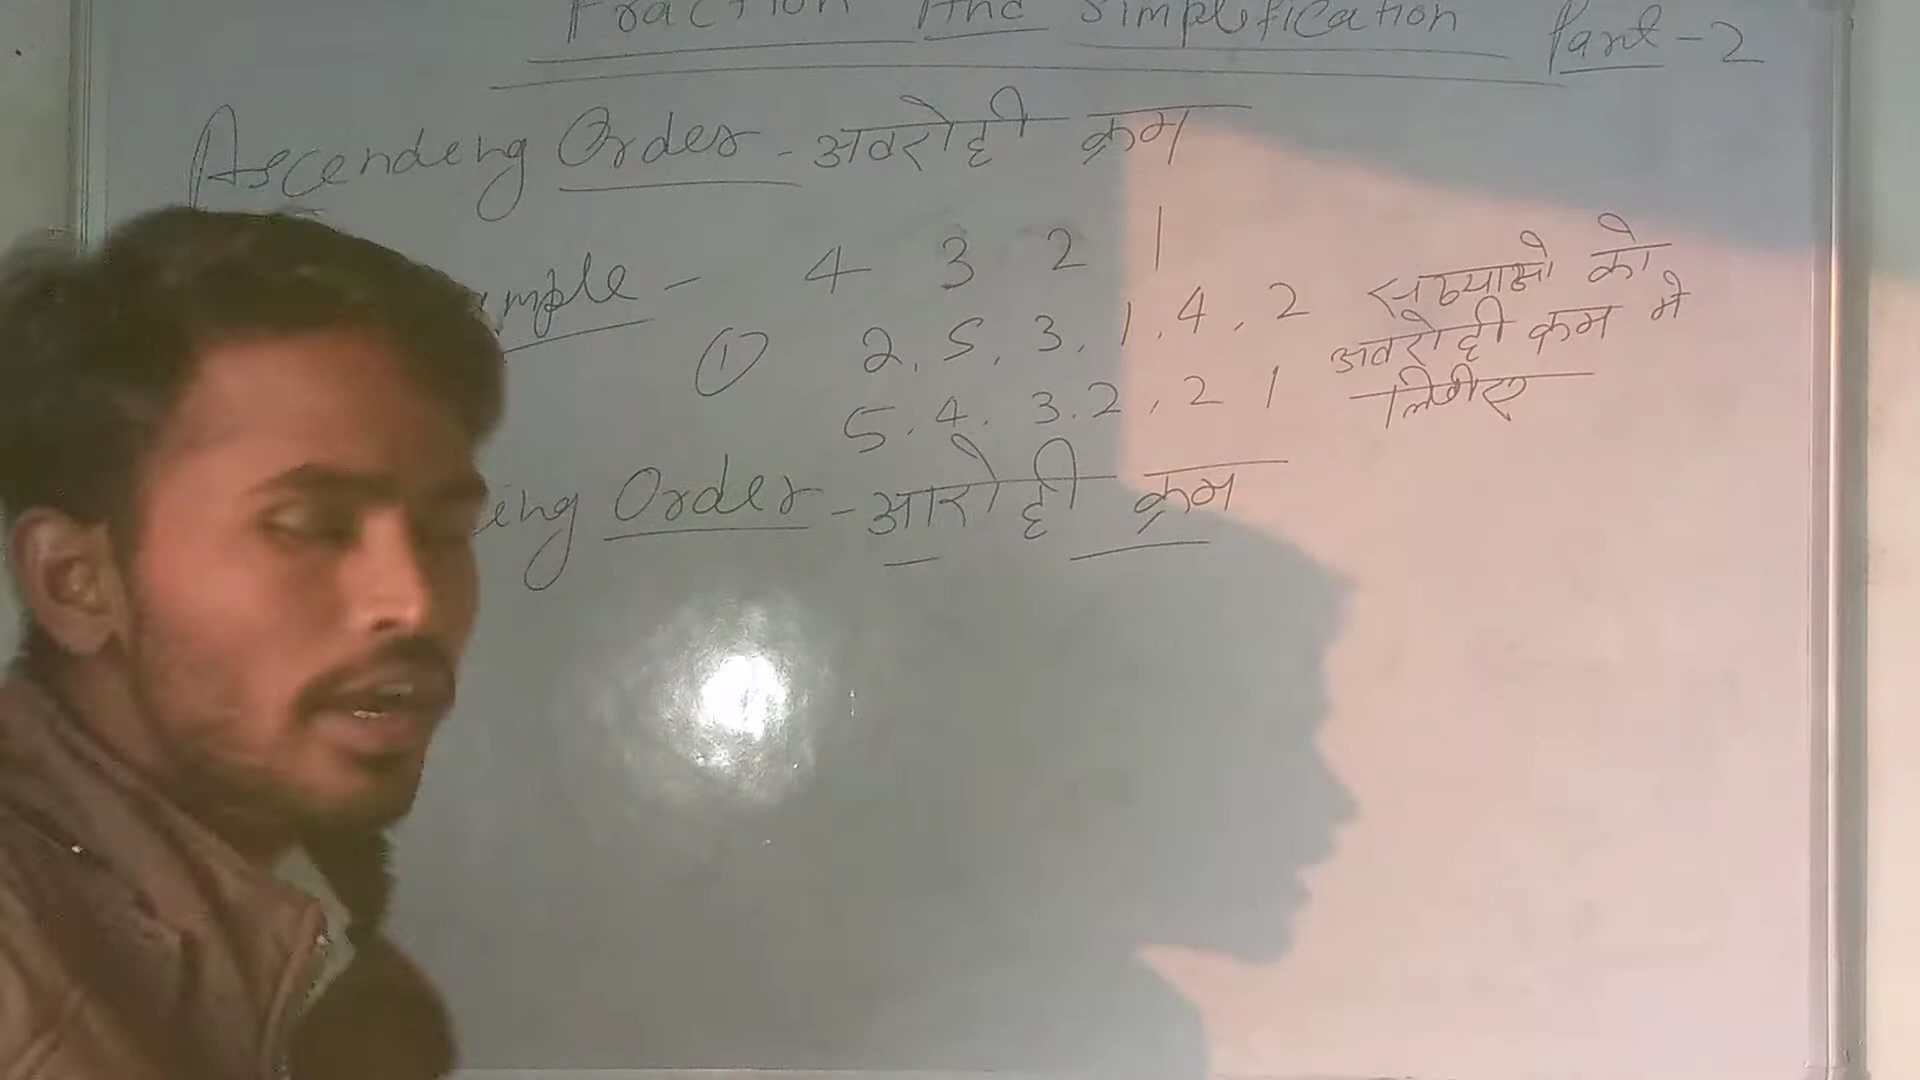 Fraction And Simplification Part-2
Ascending Order - अवरोही क्रम
ample - 4 3 2 1
① 2, 5, 3, 1, 4, 2 संख्याओ को
अवरोही क्रम मे
5, 4, 3, 2, 2 1
ing Order - आरोही क्रम